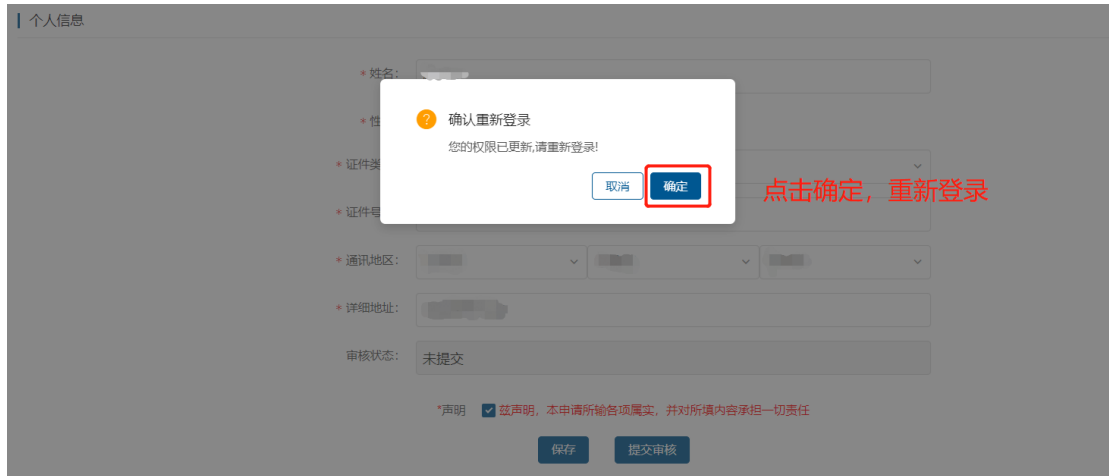 个人信息
* 姓名:
* 性
确认重新登录
您的权限已更新,请重新登录!
取消
确定
点击确定，重新登录
* 证件类
* 证件号
* 通讯地区:
* 详细地址:
审核状态:
未提交
*声明
兹声明，本申请所输各项属实，并对所填内容承担一切责任
保存
提交审核